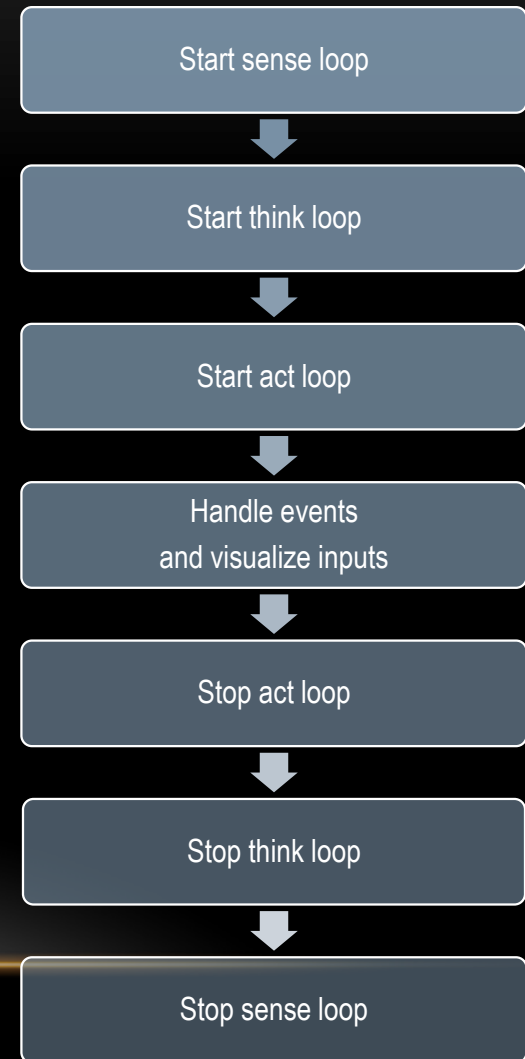 Start sense loop
Start think loop
Start act loop
Handle events
and visualize inputs
Stop act loop
Stop think loop
Stop sense loop